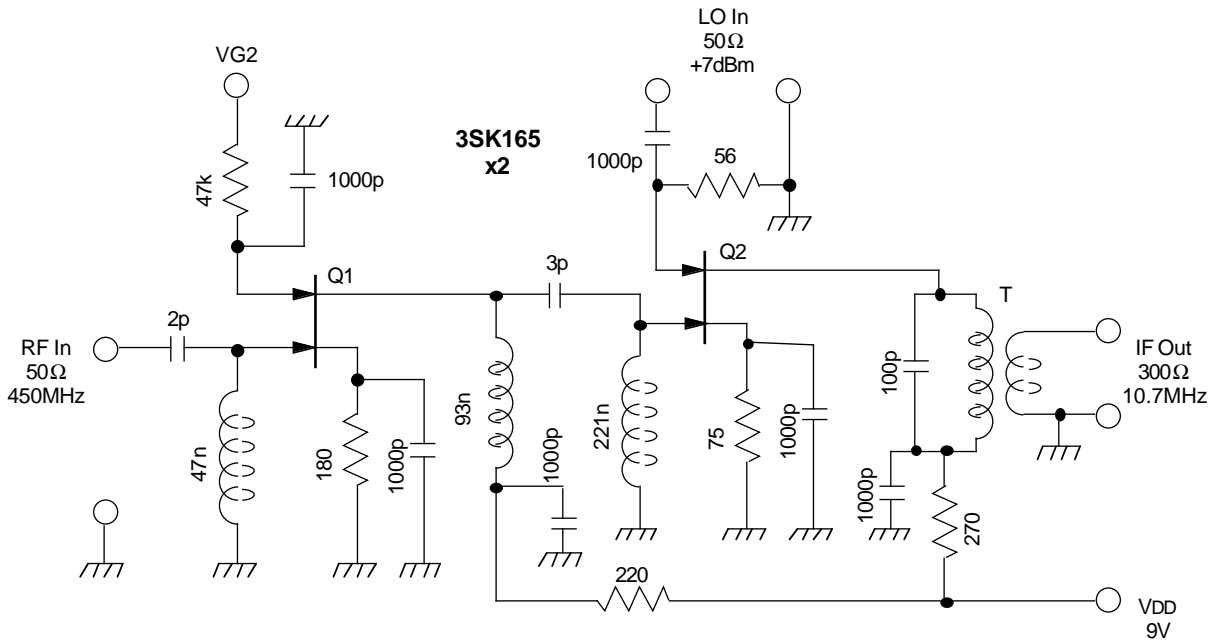 LO In
50Ω
+7dBm
VG2
3SK165
x2
1000p
56
47k
1000p
Q1
3p
Q2
T
2p
RF In
50Ω
450MHz
IF Out
300Ω
10.7MHz
100p
93n
47n
180
1000p
1000p
221n
75
1000p
1000p
270
220
VDD
9V